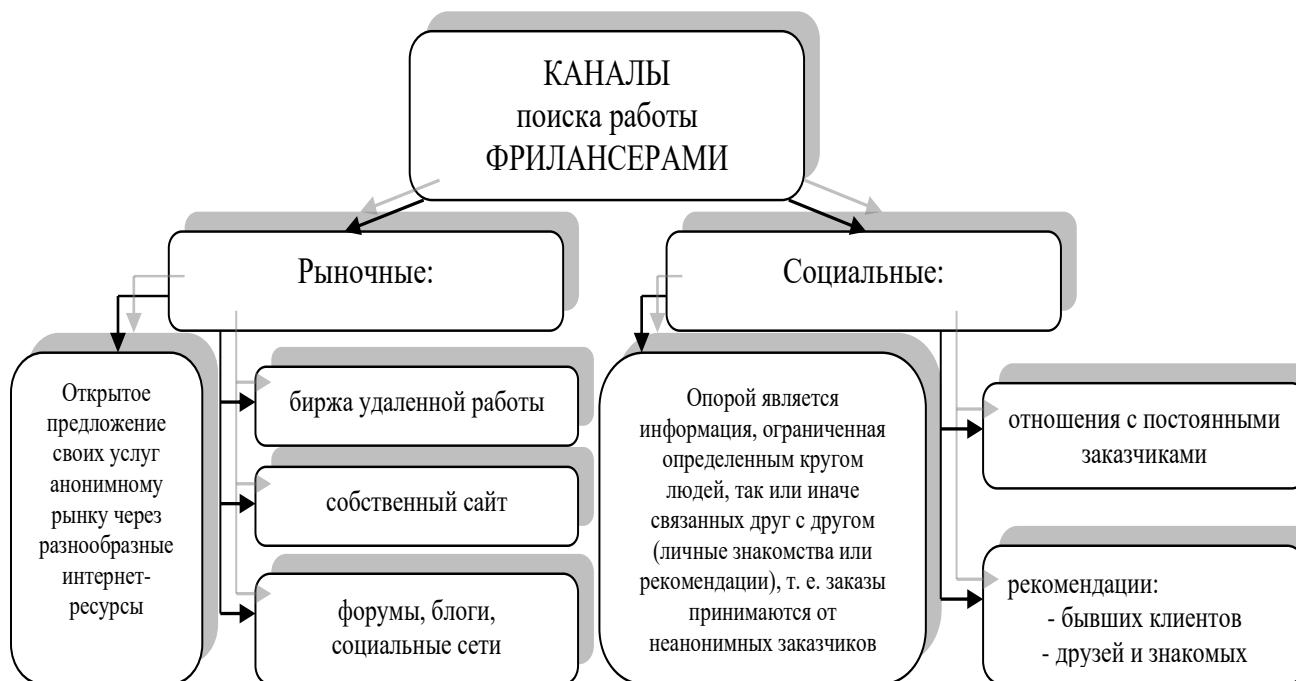 КАНАЛЫ
поиска работы
ФРИЛАНСЕРАМИ
Рыночные:
Открытое
предложение
своих услуг
анонимному
рынку через
разнообразные
интернет-
ресурсы
биржа удаленной работы
собственный сайт
форумы, блоги,
социальные сети
Социальные:
Опорой является
информация, ограниченная
определенным кругом
людей, так или иначе
связанных друг с другом
(личные знакомства или
рекомендации), т. е. заказы
принимаются от
неанонимных заказчиков
отношения с постоянными
заказчиками
рекомендации:
- бывших клиентов
- друзей и знакомых